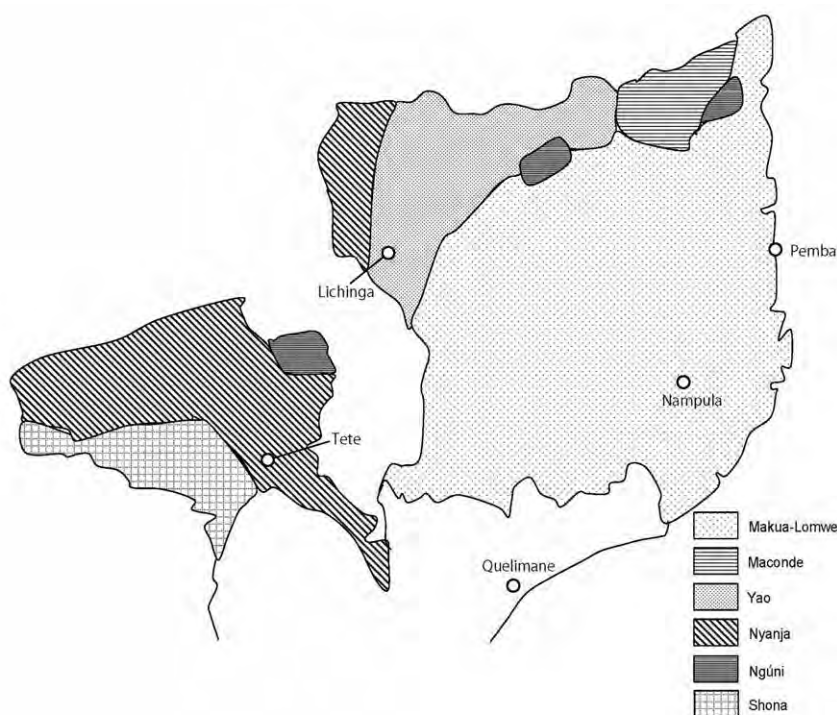 Pemba
Lichinga
Nampula
Tete
Quelimane
Makua-Lomwe
Maconde
Yao
Nyanja
Ngúni
Shona